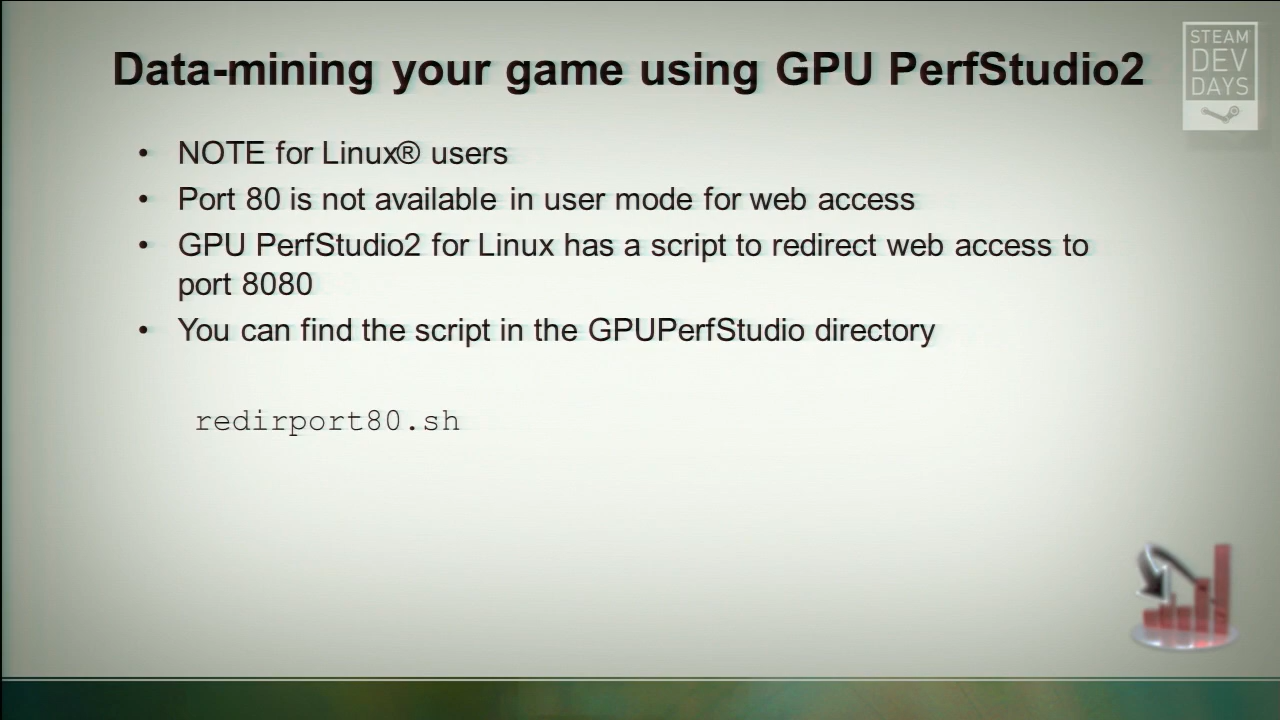 Data-mining your game using GPU PerfStudio2
STEAM
DEV
DAYS
• NOTE for Linux® users
• Port 80 is not available in user mode for web access
• GPU PerfStudio2 for Linux has a script to redirect web access to
port 8080
• You can find the script in the GPUPerfStudio directory
redirport80.sh